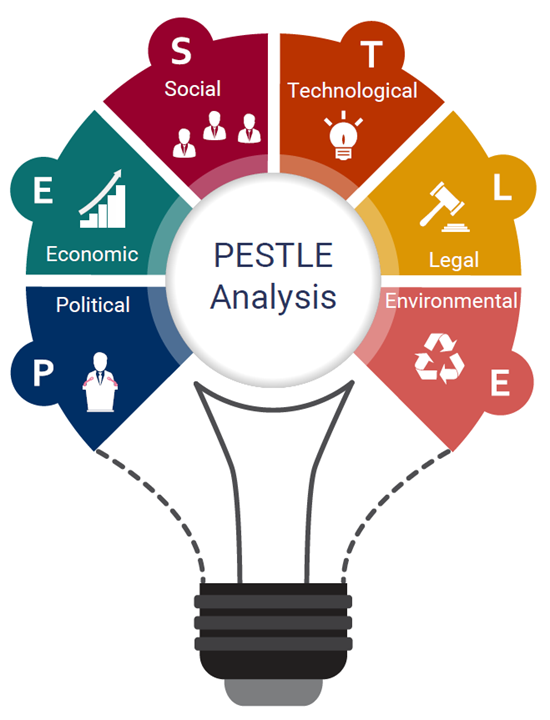 PESTLE
Analysis
P
Political
E
Economic
S
Social
T
Technological
L
Legal
E
Environmental